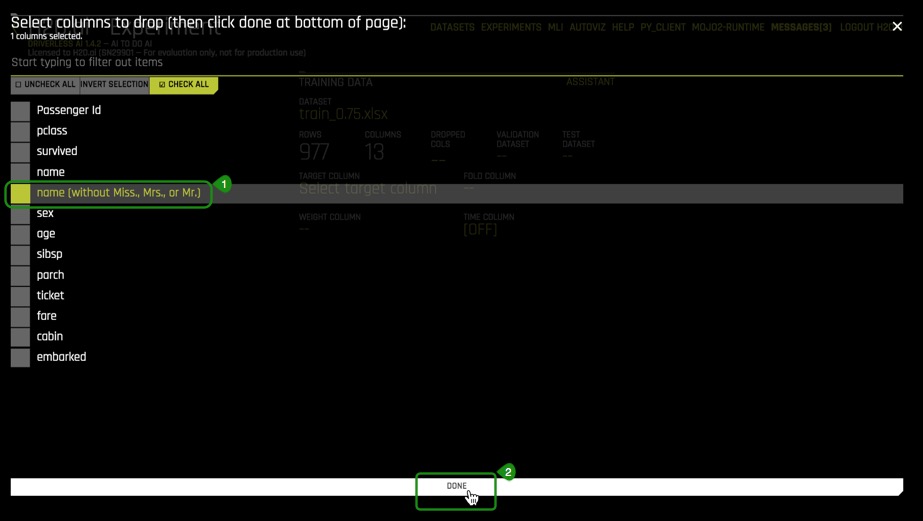 Select columns to drop (then click done at bottom of page):
1 columns selected.
Experiment
DATASETS EXPERIMENTS MLI AUTOVIZ HELP PY_CLIENT MOJO2-RUNTIME MESSAGES[3] LOGOUT H2O
DRIVERLESS AI 1.4.2 – AI TO DO AI
Licensed to H2O.ai (SN29901) – For evaluation only, not for production use)
Start typing to filter out items
UNCHECK ALL INVERT SELECTION CHECK ALL
TRAINING DATA ASSISTANT
DATASET
train_0.75.xlsx
ROWS COLUMNS DROPPED COLS VALIDATION DATASET TEST DATASET
977 13 -- -- --
TARGET COLUMN FOLD COLUMN
Select target column --
WEIGHT COLUMN TIME COLUMN
-- [OFF]
Passenger Id
pclass
survived
name
name (without Miss., Mrs., or Mr.) 1
sex
age
sibsp
parch
ticket
fare
cabin
embarked
2
DONE